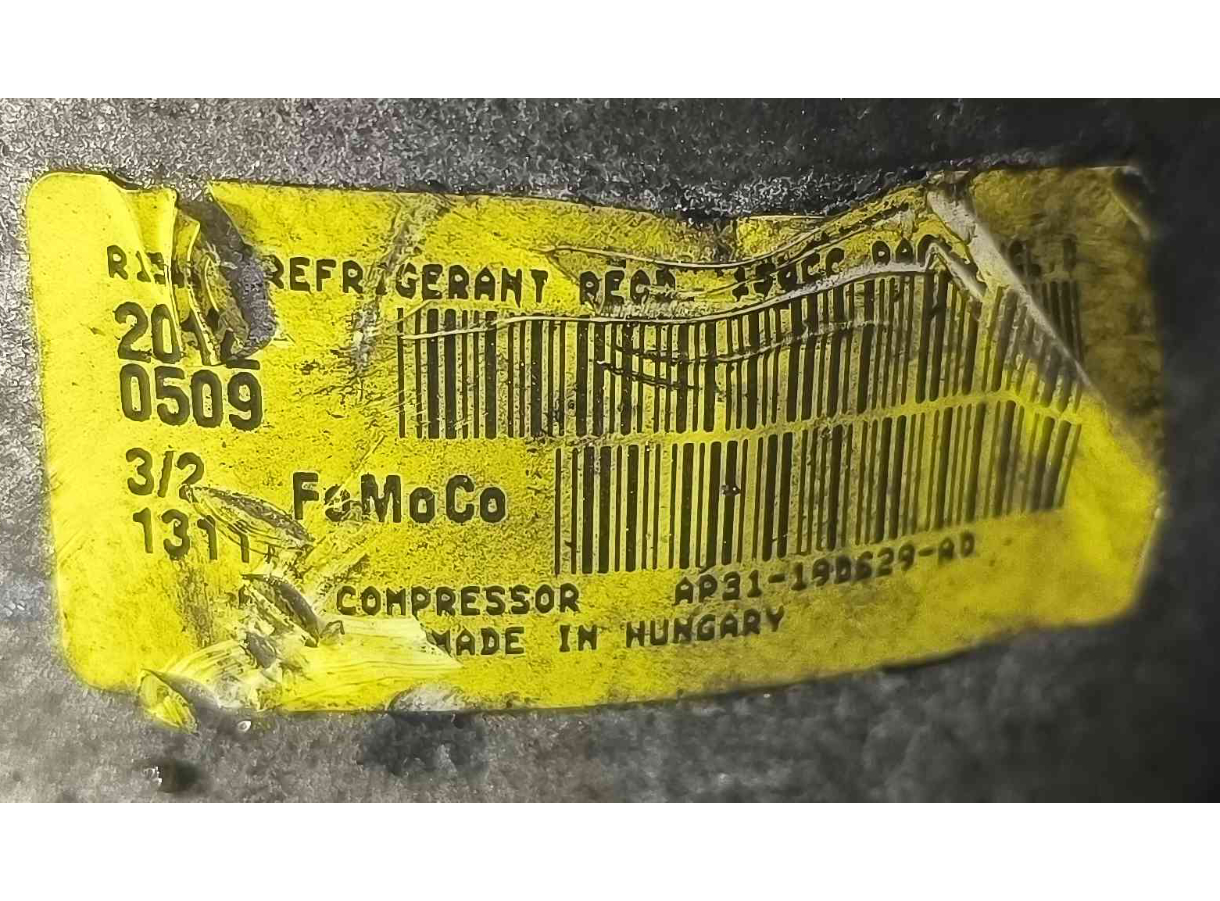 REFRIGERANT
2012
0509
3/2
FoMoCo
COMPRESSOR AP31-19D629-AD
MADE IN HUNGARY